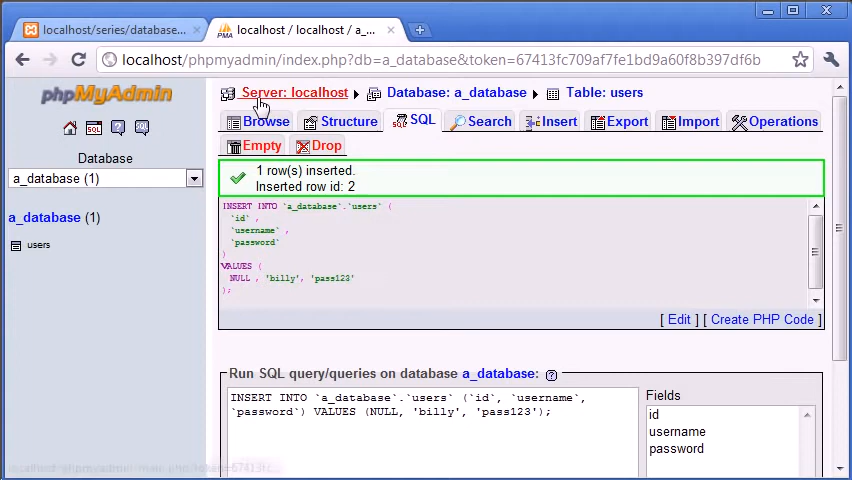 localhost/series/database...
localhost / localhost / a_...
localhost/phpmyadmin/index.php?db=a_database&token=67413fc709af7fe1bd9a60f8b397df6b
phpMyAdmin
Server: localhost
Database: a_database
Table: users
Browse
Structure
SQL
Search
Insert
Export
Import
Operations
Empty
Drop
Database
a_database (1)
a_database (1)
users
1 row(s) inserted.
Inserted row id: 2
INSERT INTO `a_database`.`users` (
`id` ,
`username` ,
`password`
)
VALUES (
NULL , 'billy', 'pass123'
);
[ Edit ] [ Create PHP Code ]
Run SQL query/queries on database a_database:
INSERT INTO `a_database`.`users` (`id`, `username`,
`password`) VALUES (NULL, 'billy', 'pass123');
Fields
id
username
password